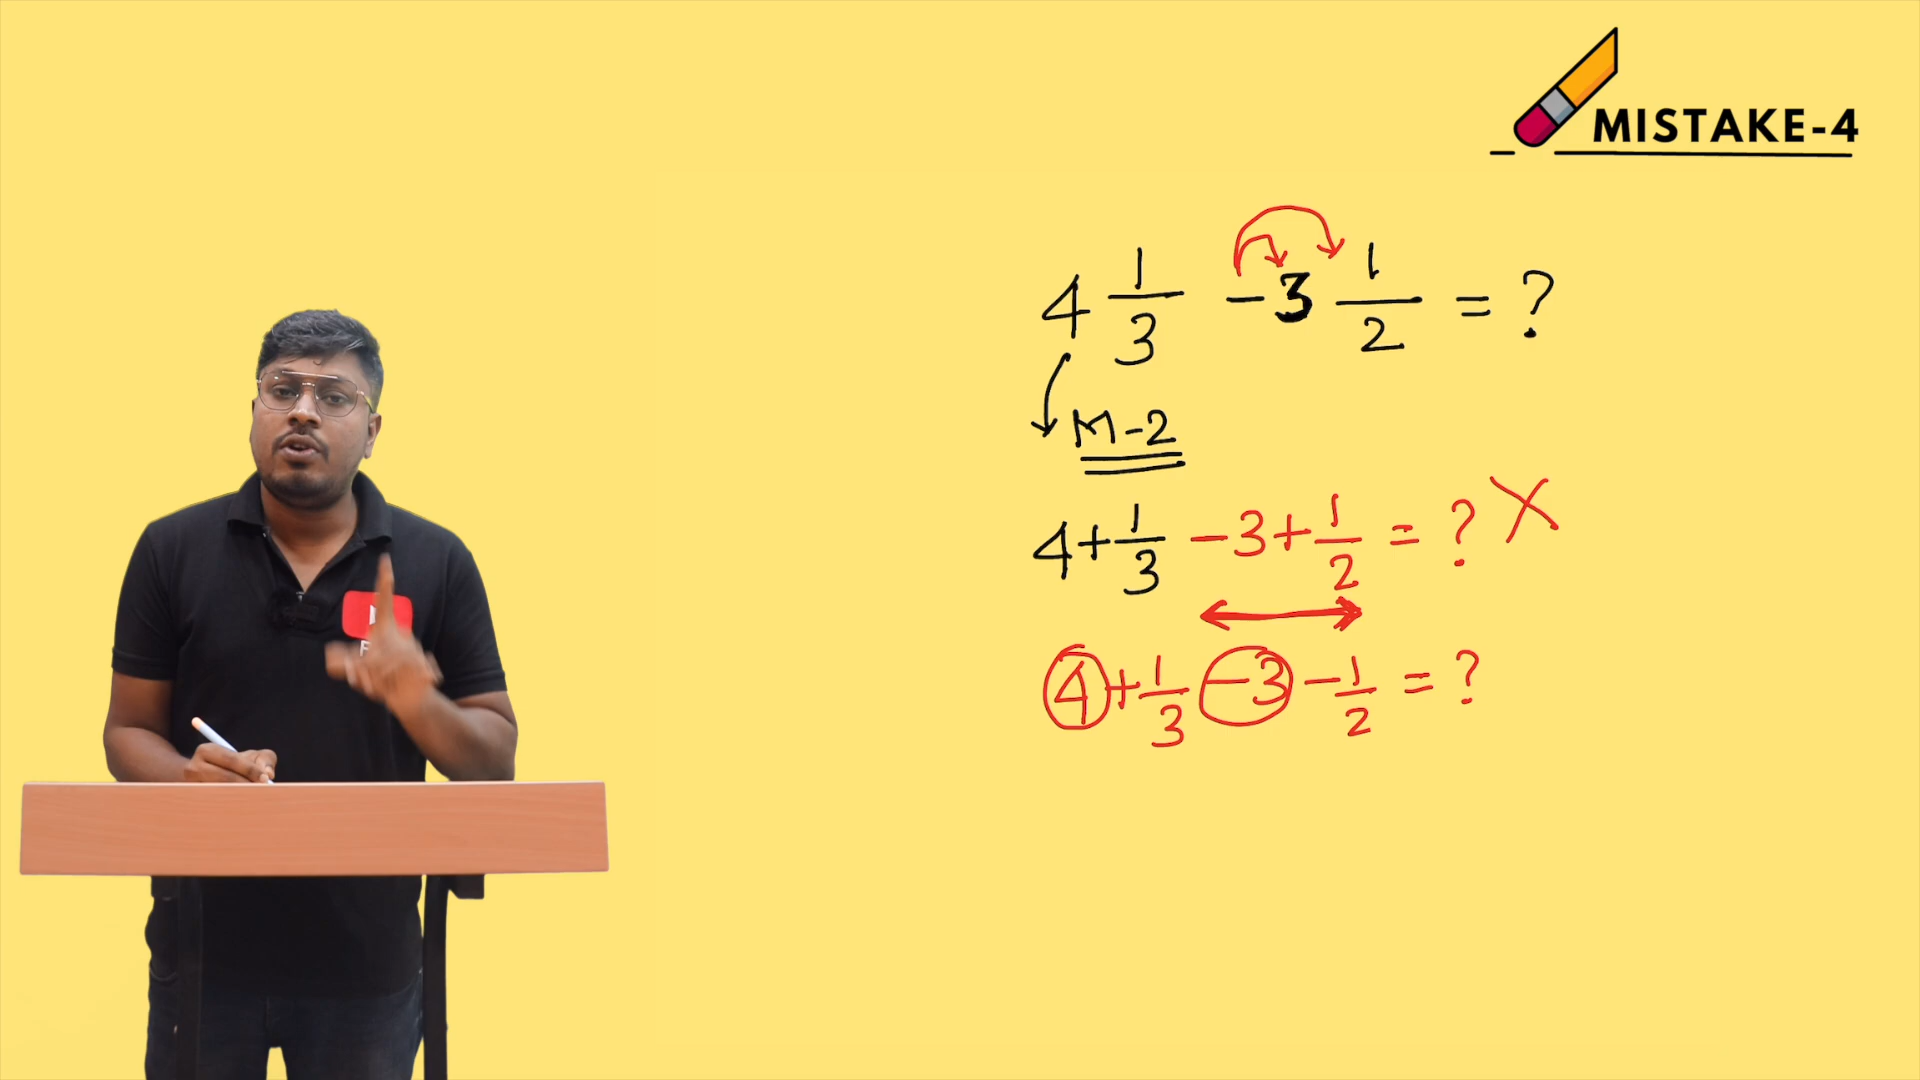 MISTAKE-4
4 1/3 -3 1/2 = ?
M-2
4+1/3 -3+1/2 = ? X
4+1/3 -3 -1/2 = ?